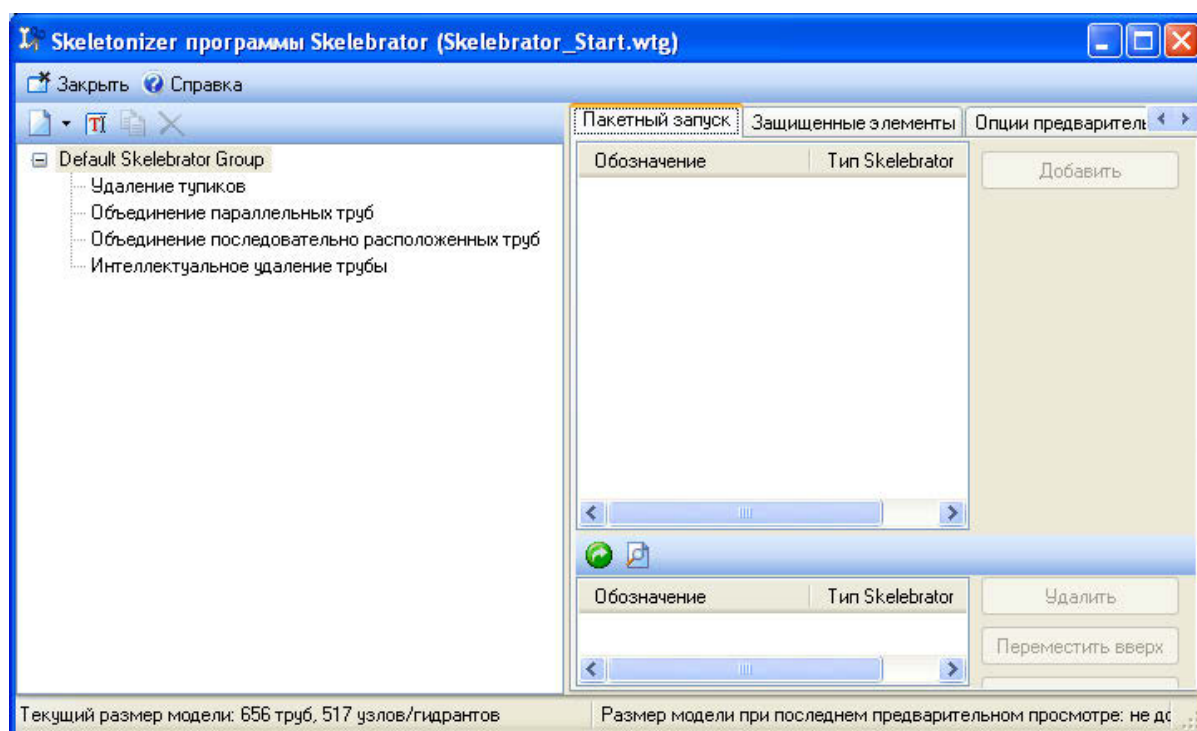 Skeletonizer программы Skelebrator (Skelebrator_Start.wtg)
Закрыть Справка
Пакетный запуск Защищенные элементы Опции предварител
Default Skelebrator Group
Удаление тупиков
Объединение параллельных труб
Объединение последовательно расположенных труб
Интеллектуальное удаление трубы
Обозначение Тип Skelebrator
Добавить
Обозначение Тип Skelebrator
Удалить
Переместить вверх
Текущий размер модели: 656 труб, 517 узлов/гидрантов
Размер модели при последнем предварительном просмотре: не до